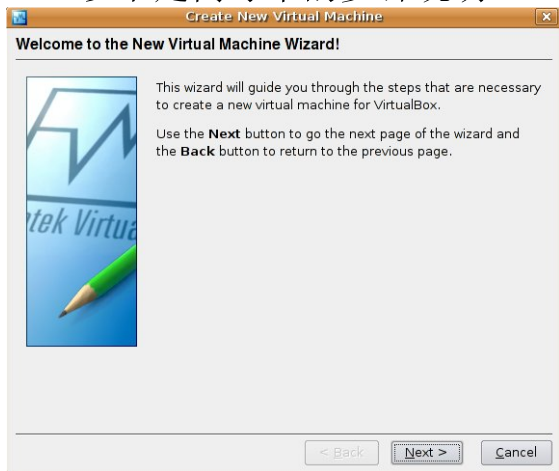 Create New Virtual Machine
Welcome to the New Virtual Machine Wizard!
This wizard will guide you through the steps that are necessary
to create a new virtual machine for VirtualBox.
Use the Next button to go the next page of the wizard and
the Back button to return to the previous page.
tek Virtua
< Back
Next >
Cancel